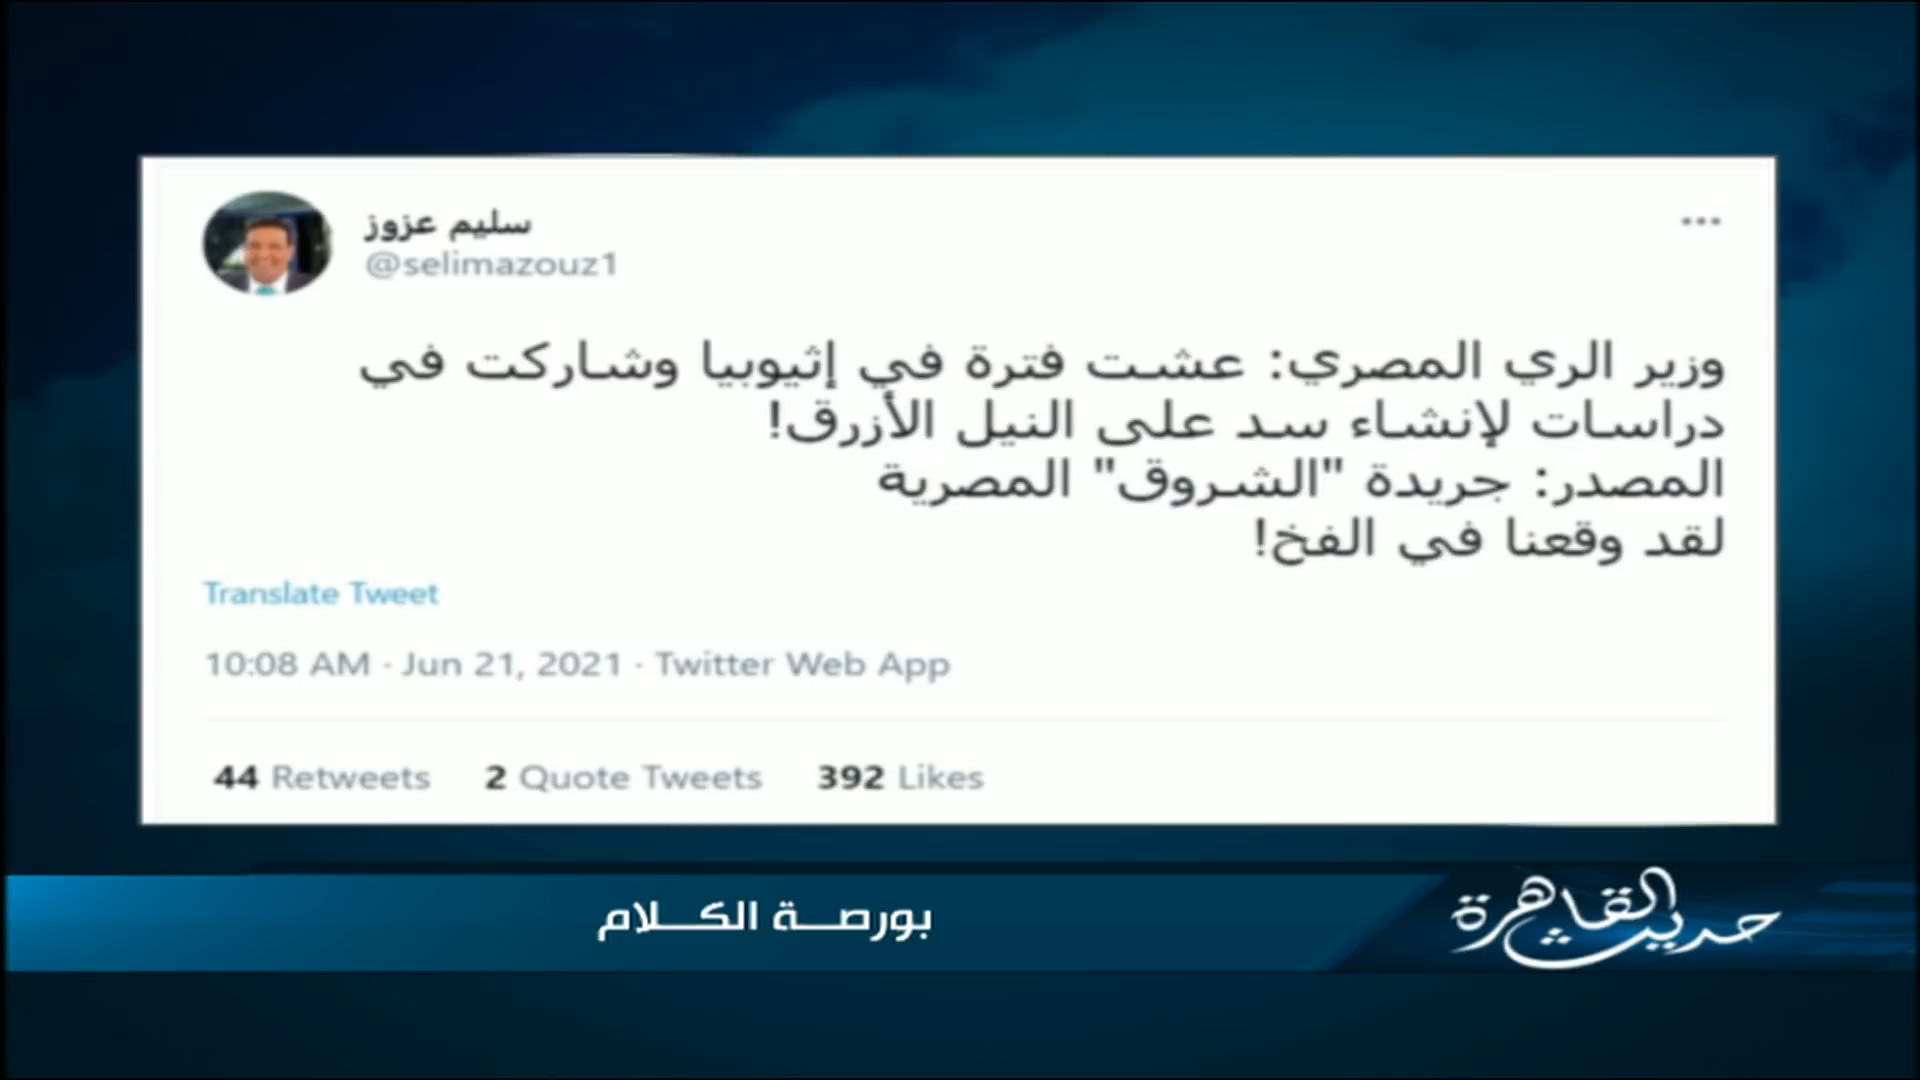 سليم عزوز
@selimazouz1
وزير الري المصري: عشت فترة في إثيوبيا وشاركت في
دراسات لإنشاء سد على النيل الأزرق!
المصدر: جريدة "الشروق" المصرية
لقد وقعنا في الفخ!
Translate Tweet
10:08 AM · Jun 21, 2021 · Twitter Web App
44 Retweets 2 Quote Tweets 392 Likes
بورصة الكلام
حديث القاهرة